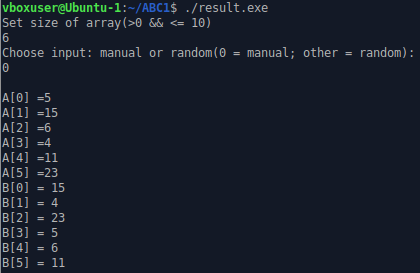 vboxuser@Ubuntu-1:~/ABC1$ ./result.exe
Set size of array(>0 && <= 10)
6
Choose input: manual or random(0 = manual; other = random):
0
A[0] =5
A[1] =15
A[2] =6
A[3] =4
A[4] =11
A[5] =23
B[0] = 15
B[1] = 4
B[2] = 23
B[3] = 5
B[4] = 6
B[5] = 11